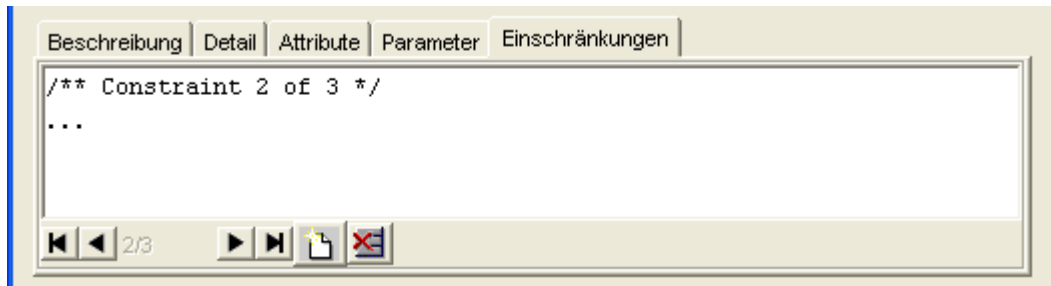 Beschreibung Detail Attribute Parameter Einschränkungen
/** Constraint 2 of 3 */
...
2/3